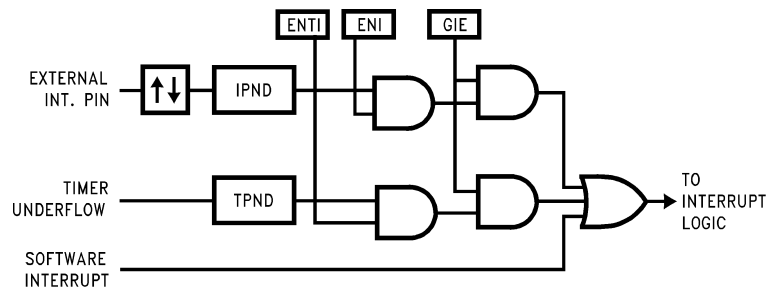 ENTI
ENI
GIE
EXTERNAL
INT. PIN
IPND
TIMER
UNDERFLOW
TPND
TO
INTERRUPT
LOGIC
SOFTWARE
INTERRUPT